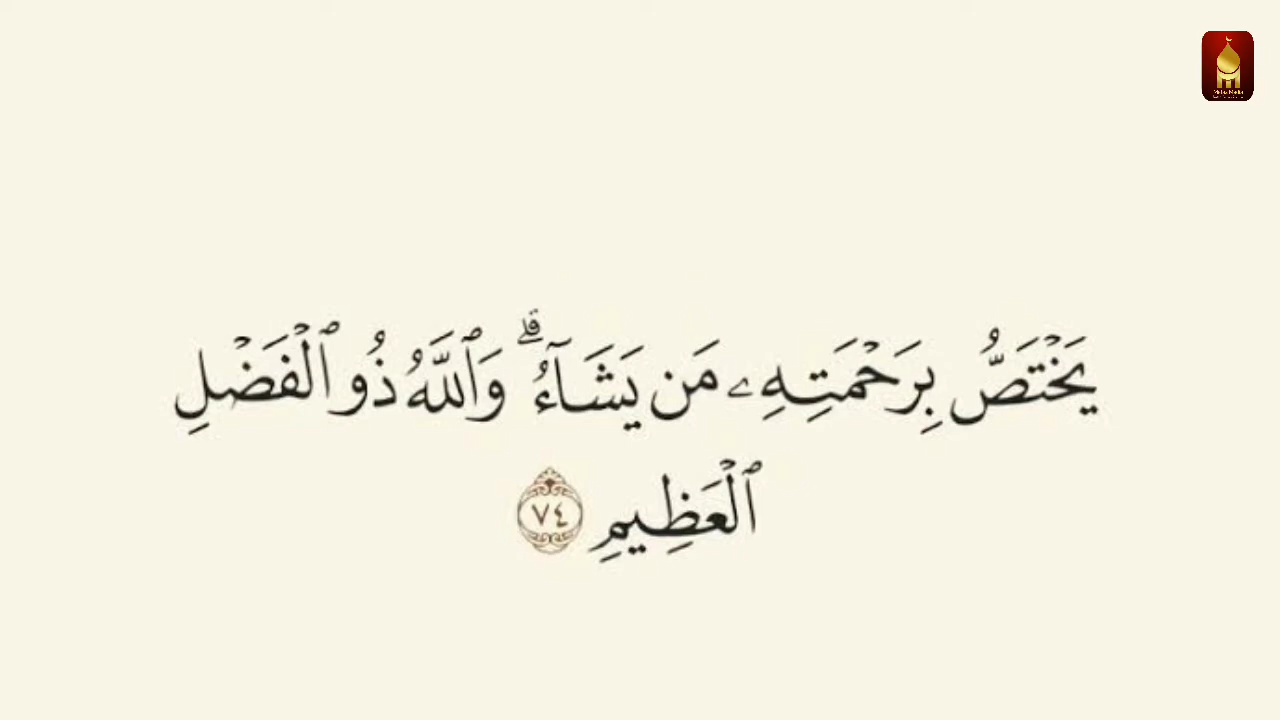 يَخْتَصُّ بِرَحْمَتِهِۦ مَن يَشَآءُ ۗ وَٱللَّهُ ذُو ٱلْفَضْلِ
ٱلْعَظِيمِ ٧٤